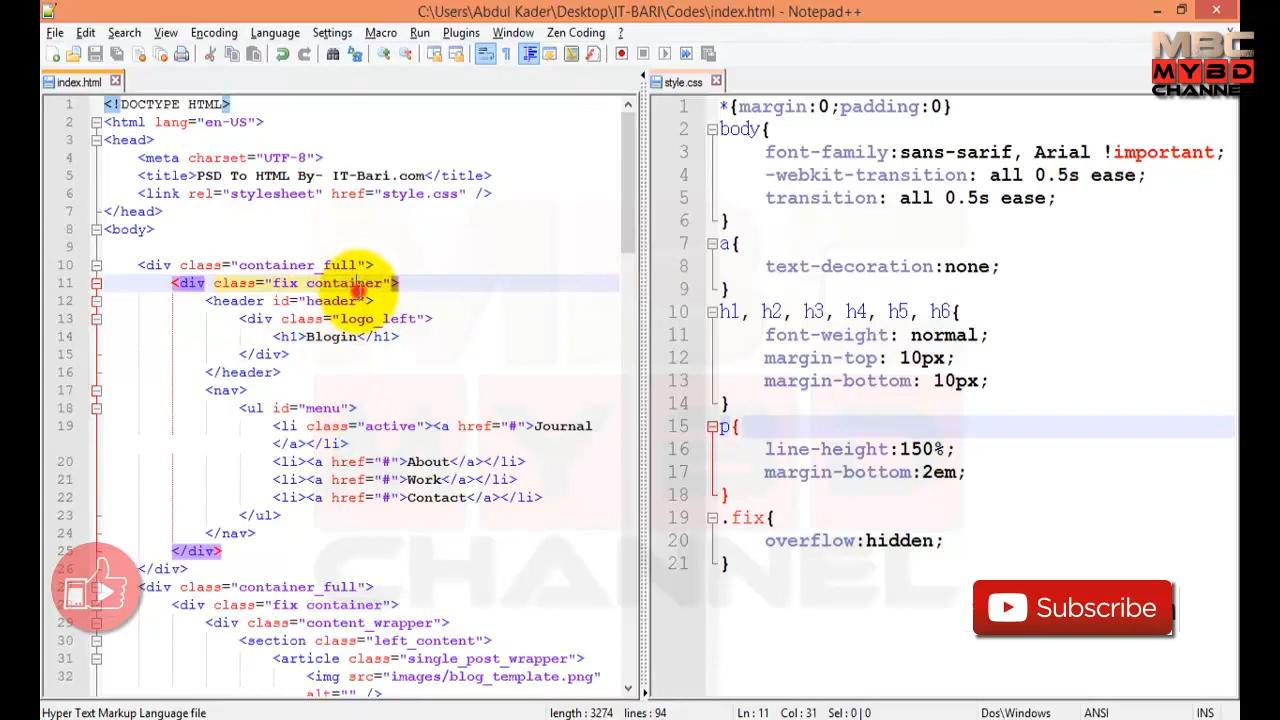 C:\Users\Abdul Kader\Desktop\IT-BARI\Codes\index.html - Notepad++
File Edit Search View Encoding Language Settings Macro Run Plugins Window Zen Coding ?
MBC
MYBD
CHANNEL
index.html
1 <!DOCTYPE HTML>
2 <html lang="en-US">
3 <head>
4 <meta charset="UTF-8">
5 <title>PSD To HTML By- IT-Bari.com</title>
6 <link rel="stylesheet" href="style.css" />
7 </head>
8 <body>
9
10 <div class="container_full">
11 <div class="fix container">
12 <header id="header">
13 <div class="logo_left">
14 <h1>Blogin</h1>
15 </div>
16 </header>
17 <nav>
18 <ul id="menu">
19 <li class="active"><a href="#">Journal
</a></li>
20 <li><a href="#">About</a></li>
21 <li><a href="#">Work</a></li>
22 <li><a href="#">Contact</a></li>
23 </ul>
24 </nav>
25 </div>
26 </div>
<div class="container_full">
<div class="fix container">
29 <div class="content_wrapper">
30 <section class="left_content">
31 <article class="single_post_wrapper">
32 <img src="images/blog_template.png"
alt="" />
style.css
1 *{margin:0;padding:0}
2 body{
3 font-family:sans-sarif, Arial !important;
4 -webkit-transition: all 0.5s ease;
5 transition: all 0.5s ease;
6 }
7 a{
8 text-decoration:none;
9 }
10 h1, h2, h3, h4, h5, h6{
11 font-weight: normal;
12 margin-top: 10px;
13 margin-bottom: 10px;
14 }
15 p{
16 line-height:150%;
17 margin-bottom:2em;
18 }
19 .fix{
20 overflow:hidden;
21 }
MBC
MYBD
CHANNEL
Subscribe
Hyper Text Markup Language file length : 3274 lines : 94 Ln : 11 Col : 31 Sel : 0 | 0 Dos\Windows ANSI INS